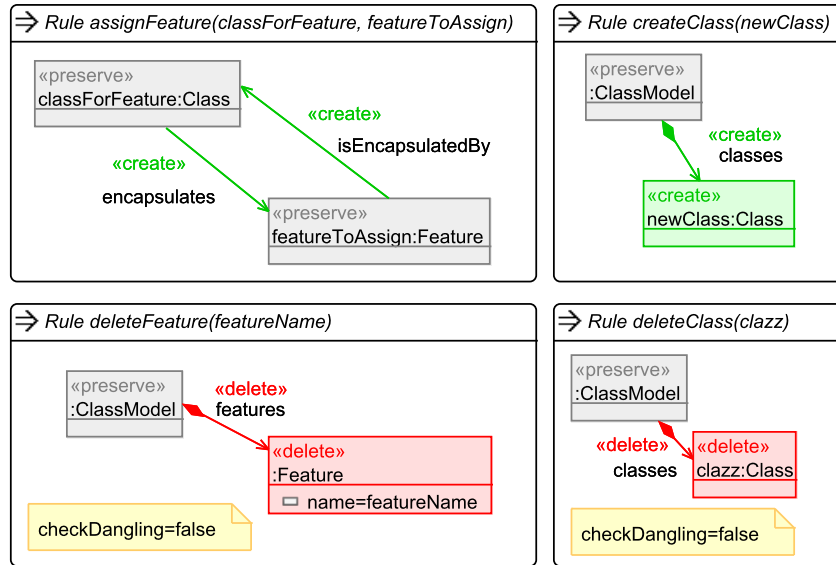 Rule assignFeature(classForFeature, featureToAssign)
«preserve»
classForFeature:Class
«create»
isEncapsulatedBy
«create»
encapsulates
«preserve»
featureToAssign:Feature
Rule createClass(newClass)
«preserve»
:ClassModel
«create»
classes
«create»
newClass:Class
Rule deleteFeature(featureName)
«preserve»
:ClassModel
«delete»
features
«delete»
:Feature
name=featureName
checkDangling=false
Rule deleteClass(clazz)
«preserve»
:ClassModel
«delete»
classes
«delete»
clazz:Class
checkDangling=false